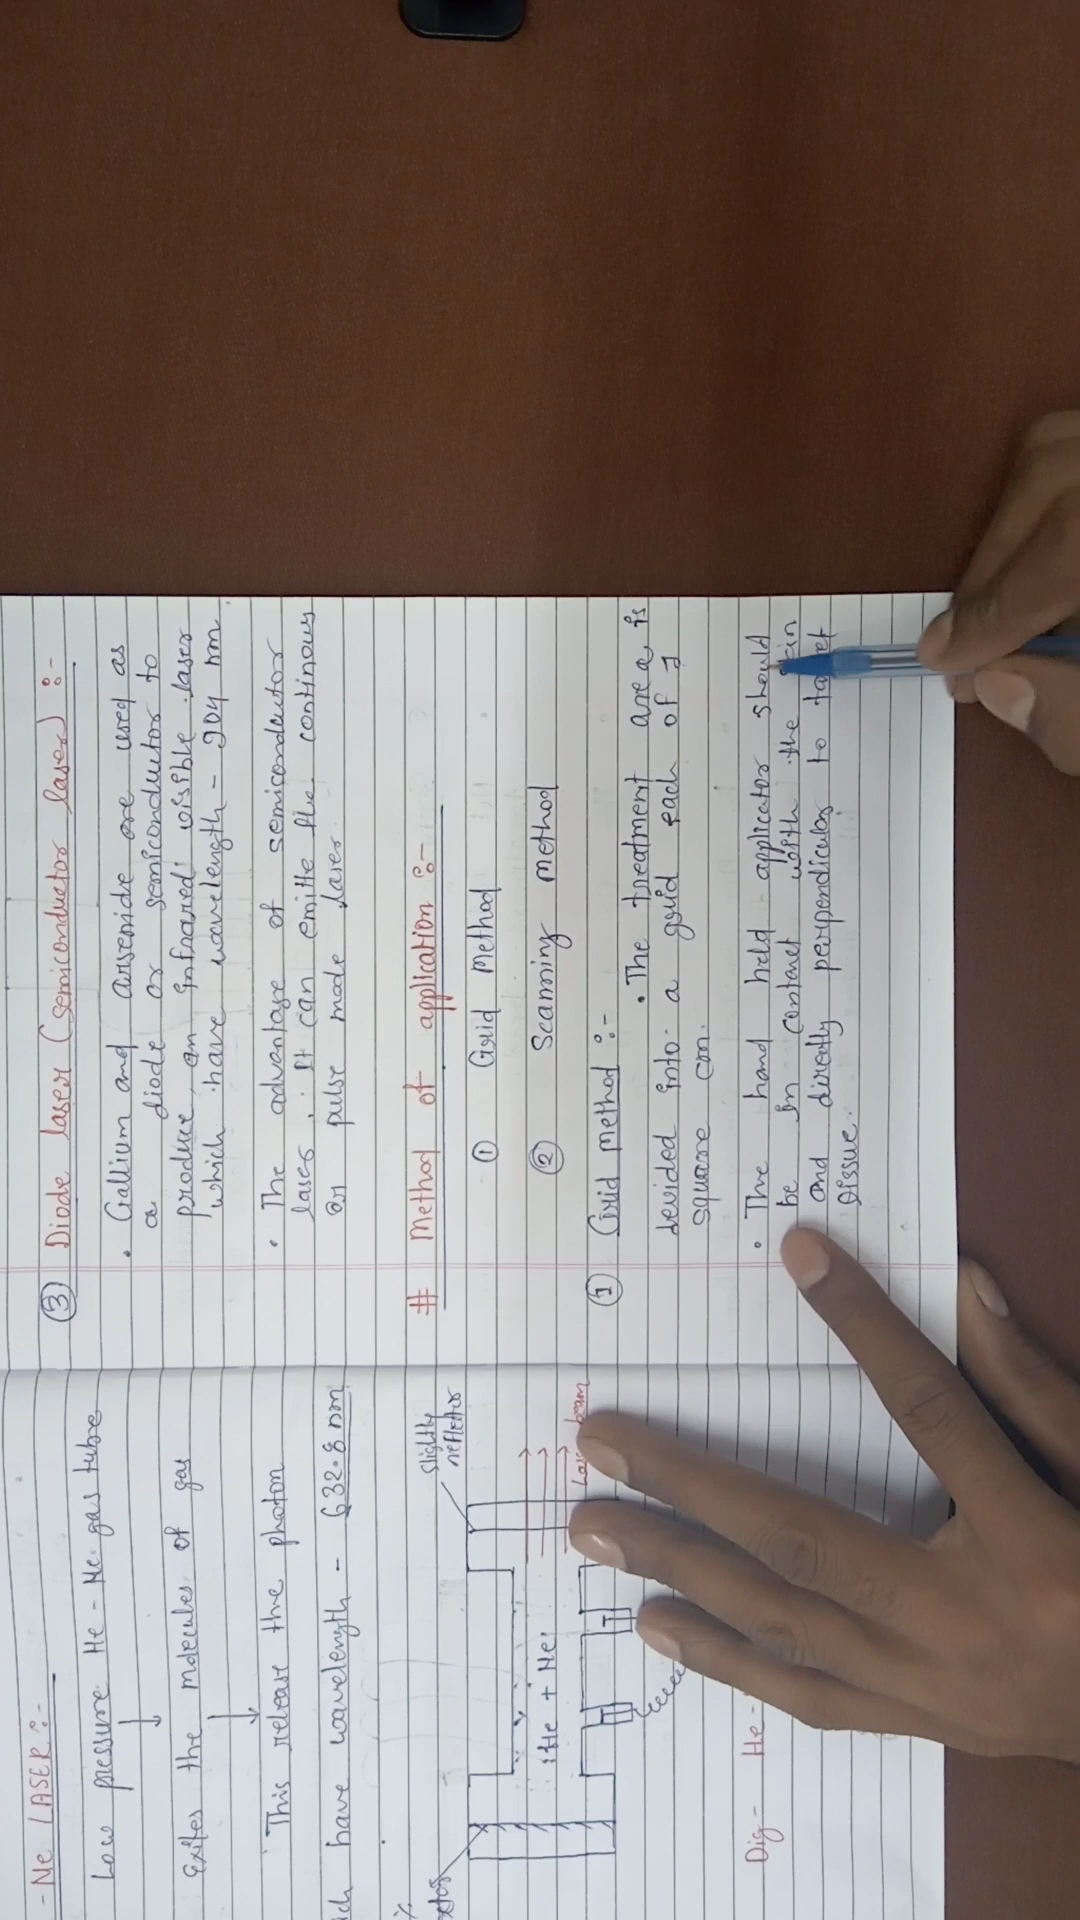 -Ne LASER :-
Low pressure He - Ne gas tube
Exites the molecules of gas
This release the photon
ich have wavelength - 632.8 nm
Slightly
reflector
%
ctor
He + Ne
beam
Dig - He -
③ Diode laser (semiconductor laser) :-
• Gallium and arsenide are used as
a diode or semiconductor to
produce an infrared visible laser
which have wavelength - 904 nm
• The advantage of semiconductor
laser, it can emitte the continous
or pulse mode laser.
# Method of application :-
① Grid Method
② Scanning method
① Grid method :-
• The treatment are a is
devided into a grid each of 1
square cm.
• The hand held applicator should
be in contact with the
and directly perpendicular to
tissue.